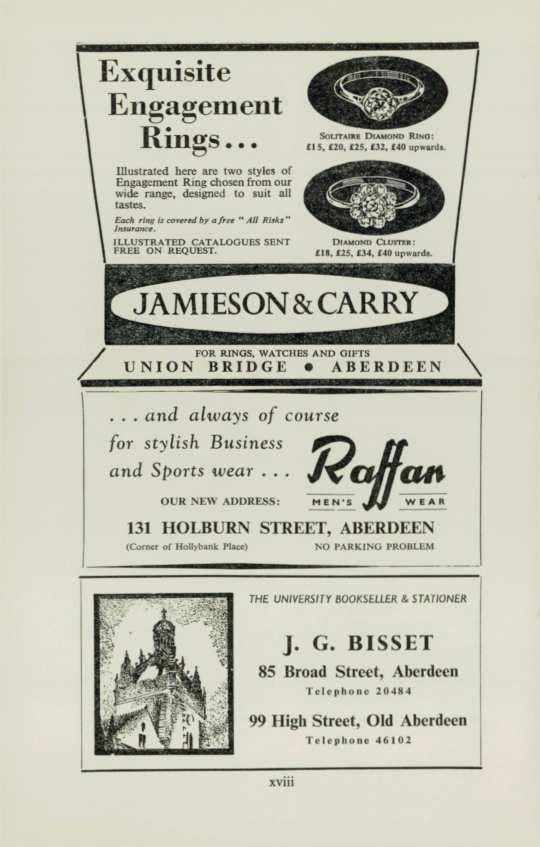 Exquisite
Engagement
Rings...
SOLITAIRE DIAMOND RING:
£15, £20, £25, £32, £40 upwards.
Illustrated here are two styles of
Engagement Ring chosen from our
wide range, designed to suit all
tastes.
Each ring is covered by a free "All Risks"
Insurance.
ILLUSTRATED CATALOGUES SENT
FREE ON REQUEST.
DIAMOND CLUSTER:
£18, £25, £34, £40 upwards.
JAMIESON & CARRY
FOR RINGS, WATCHES AND GIFTS
UNION BRIDGE ● ABERDEEN
... and always of course
for stylish Business
and Sports wear ...
Raffan
MEN'S WEAR
OUR NEW ADDRESS:
131 HOLBURN STREET, ABERDEEN
(Corner of Hollybank Place) NO PARKING PROBLEM
THE UNIVERSITY BOOKSELLER & STATIONER
J. G. BISSET
85 Broad Street, Aberdeen
Telephone 20484
99 High Street, Old Aberdeen
Telephone 46102
xviii